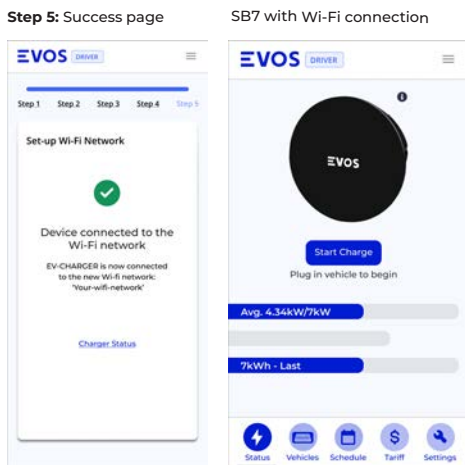 Step 5: Success page
EVOS DRIVER
Step 1 Step 2 Step 3 Step 4 Step 5
Set-up Wi-Fi Network
Device connected to the
Wi-Fi network
EV-CHARGER is now connected
to the new Wi-fi network:
'Your-wifi-network'
Charger Status
SB7 with Wi-Fi connection
EVOS DRIVER
EVOS
Start Charge
Plug in vehicle to begin
Avg. 4.34kW/7kW
7kWh - Last
Status Vehicles Schedule Tariff Settings